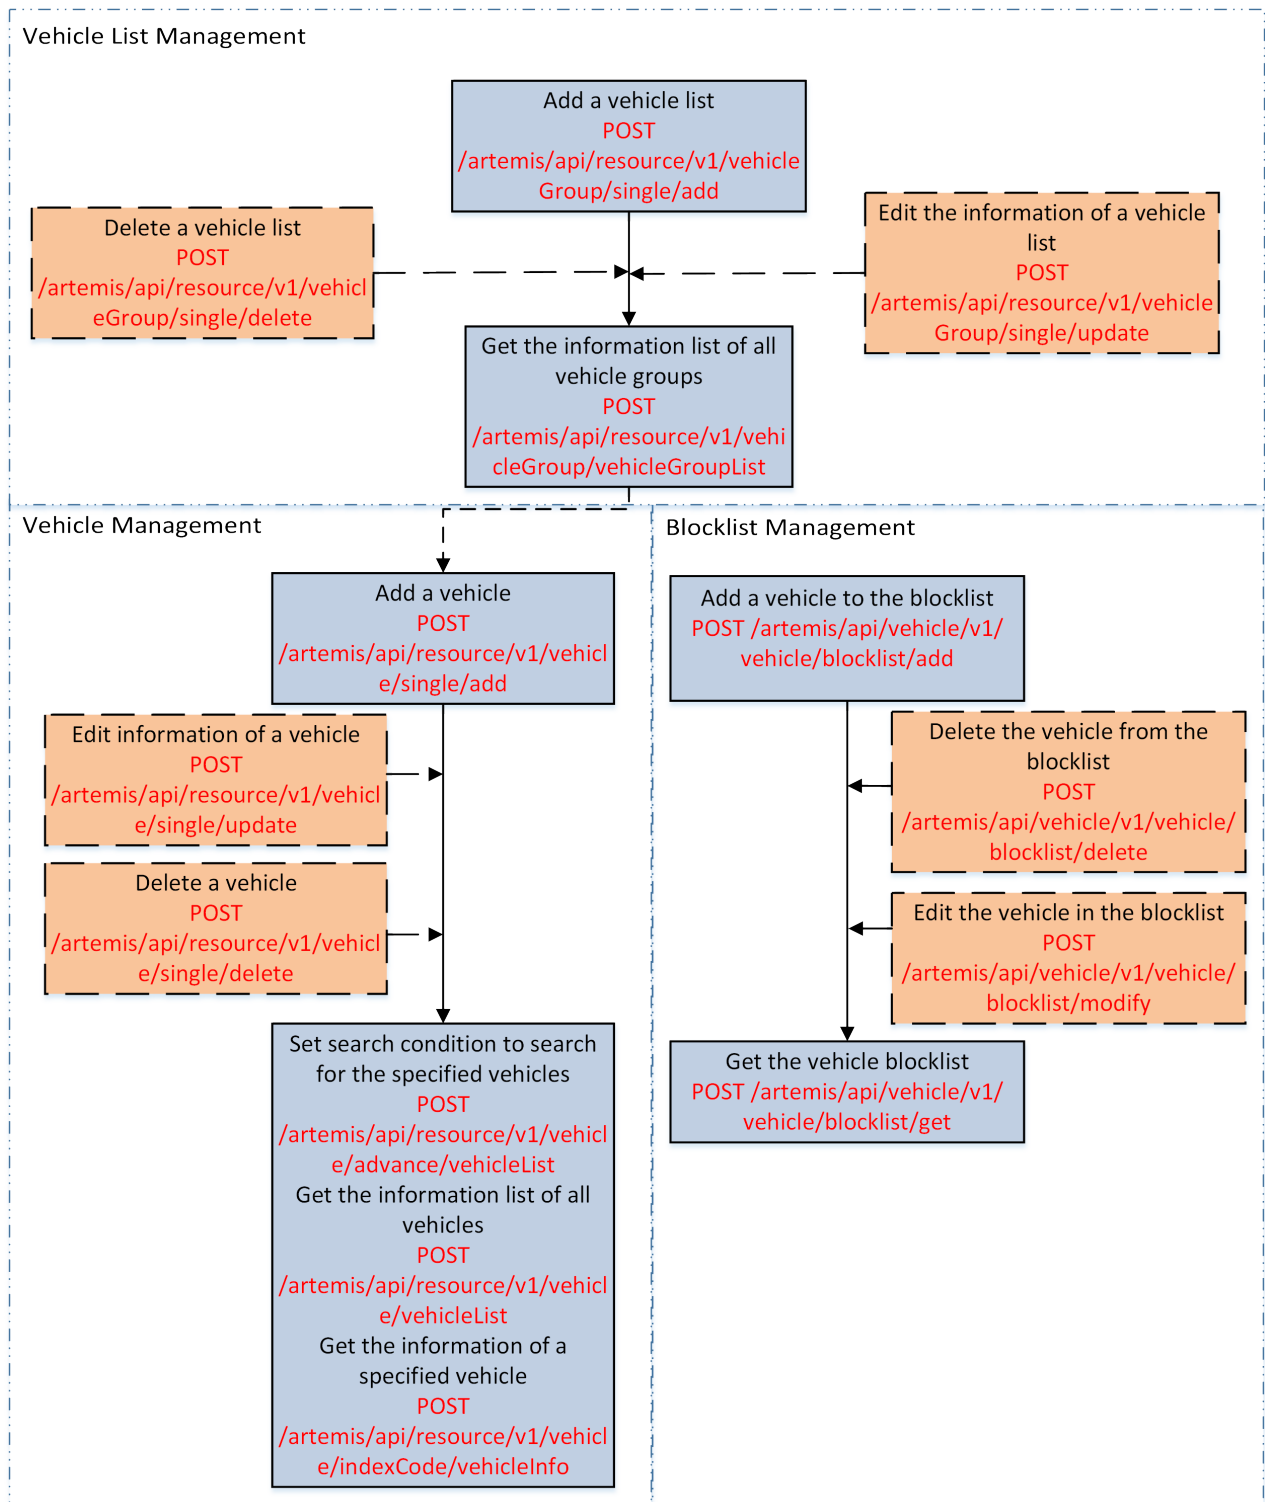 Vehicle List Management
Add a vehicle list
POST
/artemis/api/resource/v1/vehicle
Group/single/add
Delete a vehicle list
POST
/artemis/api/resource/v1/vehicl
eGroup/single/delete
Edit the information of a vehicle
list
POST
/artemis/api/resource/v1/vehicle
Group/single/update
Get the information list of all
vehicle groups
POST
/artemis/api/resource/v1/vehi
cleGroup/vehicleGroupList
Vehicle Management
Add a vehicle
POST
/artemis/api/resource/v1/vehicl
e/single/add
Edit information of a vehicle
POST
/artemis/api/resource/v1/vehicl
e/single/update
Delete a vehicle
POST
/artemis/api/resource/v1/vehicl
e/single/delete
Set search condition to search
for the specified vehicles
POST
/artemis/api/resource/v1/vehicl
e/advance/vehicleList
Get the information list of all
vehicles
POST
/artemis/api/resource/v1/vehicl
e/vehicleList
Get the information of a
specified vehicle
POST
/artemis/api/resource/v1/vehicl
e/indexCode/vehicleInfo
Blocklist Management
Add a vehicle to the blocklist
POST /artemis/api/vehicle/v1/
vehicle/blocklist/add
Delete the vehicle from the
blocklist
POST
/artemis/api/vehicle/v1/vehicle/
blocklist/delete
Edit the vehicle in the blocklist
POST
/artemis/api/vehicle/v1/vehicle/
blocklist/modify
Get the vehicle blocklist
POST /artemis/api/vehicle/v1/
vehicle/blocklist/get